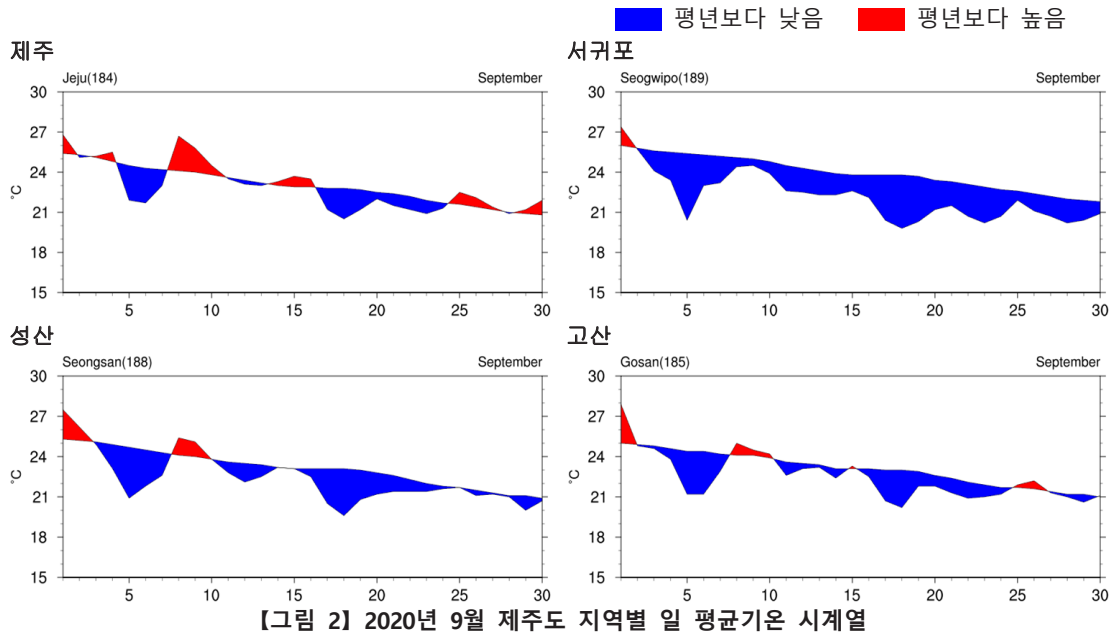 평년보다 낮음 평년보다 높음
제주
Jeju(184) September
30
27
24
21
18
15
°C
5 10 15 20 25 30
서귀포
Seogwipo(189) September
30
27
24
21
18
15
°C
5 10 15 20 25 30
성산
Seongsan(188) September
30
27
24
21
18
15
°C
5 10 15 20 25 30
고산
Gosan(185) September
30
27
24
21
18
15
°C
5 10 15 20 25 30
【그림 2】 2020년 9월 제주도 지역별 일 평균기온 시계열